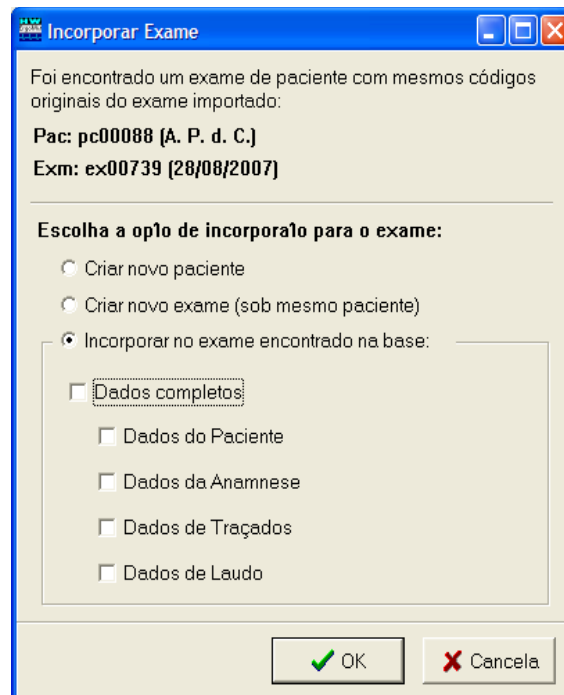 Incorporar Exame
Foi encontrado um exame de paciente com mesmos códigos
originais do exame importado:
Pac: pc00088 (A. P. d. C.)
Exm: ex00739 (28/08/2007)
Escolha a op1o de incorpora1o para o exame:
Criar novo paciente
Criar novo exame (sob mesmo paciente)
Incorporar no exame encontrado na base:
Dados completos
Dados do Paciente
Dados da Anamnese
Dados de Traçados
Dados de Laudo
OK
Cancela